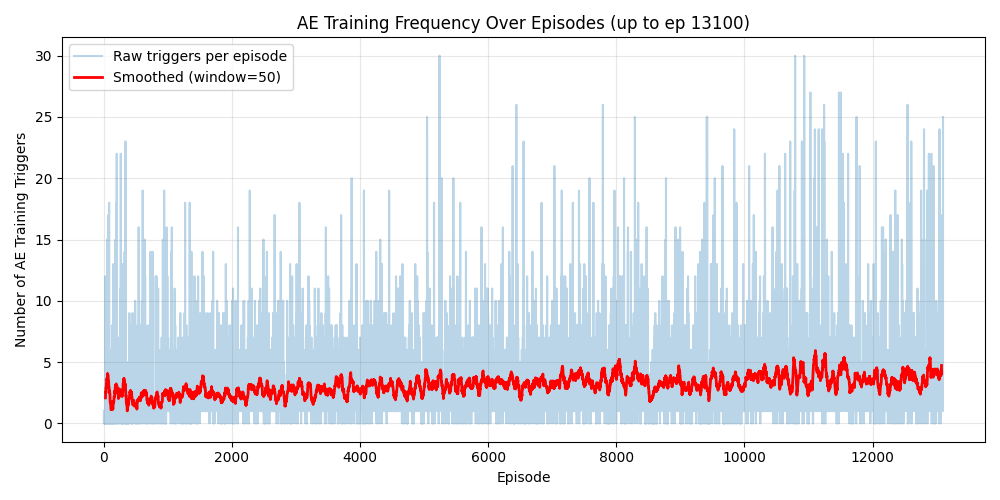 AE Training Frequency Over Episodes (up to ep 13100)
Raw triggers per episode
Smoothed (window=50)
Number of AE Training Triggers
30
25
20
15
10
5
0
0 2000 4000 6000 8000 10000 12000
Episode